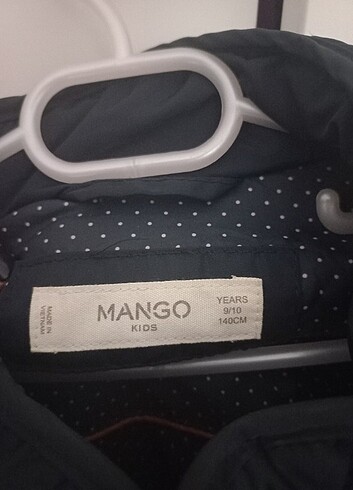 MADE IN
VIETNAM
MANGO
KIDS
YEARS
9/10
140CM